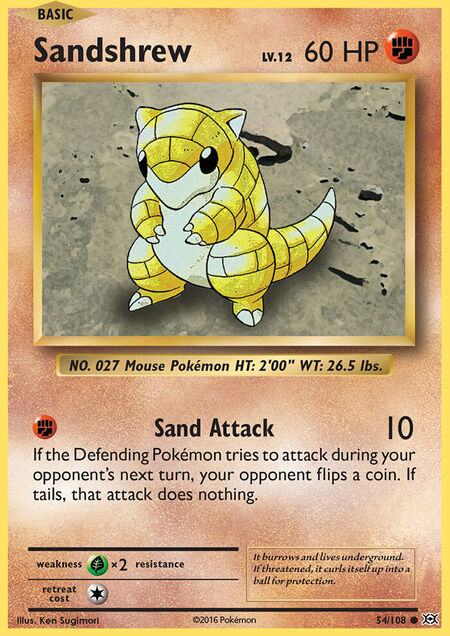 BASIC
Sandshrew LV.12 60 HP
NO. 027 Mouse Pokémon HT: 2'00" WT: 26.5 lbs.
Sand Attack 10
If the Defending Pokémon tries to attack during your
opponent's next turn, your opponent flips a coin. If
tails, that attack does nothing.
weakness ×2 resistance
retreat
cost
It burrows and lives underground.
If threatened, it curls itself up into a
ball for protection.
Illus. Ken Sugimori ©2016 Pokémon 54/108